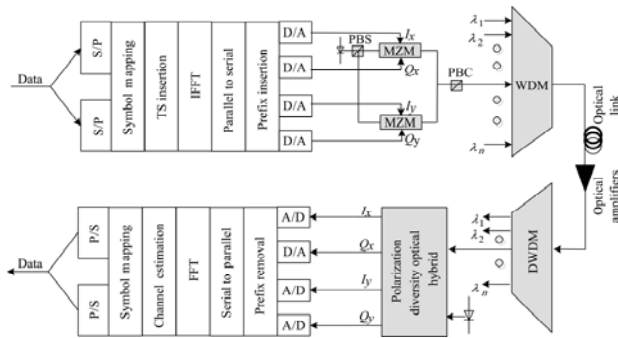 Data
S/P
S/P
Symbol mapping
TS insertion
IFFT
Parallel to serial
Prefix insertion
D/A
D/A
D/A
D/A
Ix
Qx
Iy
Qy
PBS
MZM
MZM
PBC
λ1
λ2
λn
WDM
Optical link
Optical amplifiers
Data
P/S
P/S
Symbol mapping
Channel estimation
FFT
Serial to parallel
Prefix removal
A/D
D/A
A/D
A/D
Ix
Qx
Iy
Qy
Polarization
diversity optical
hybrid
λ1
λ2
λn
DWDM